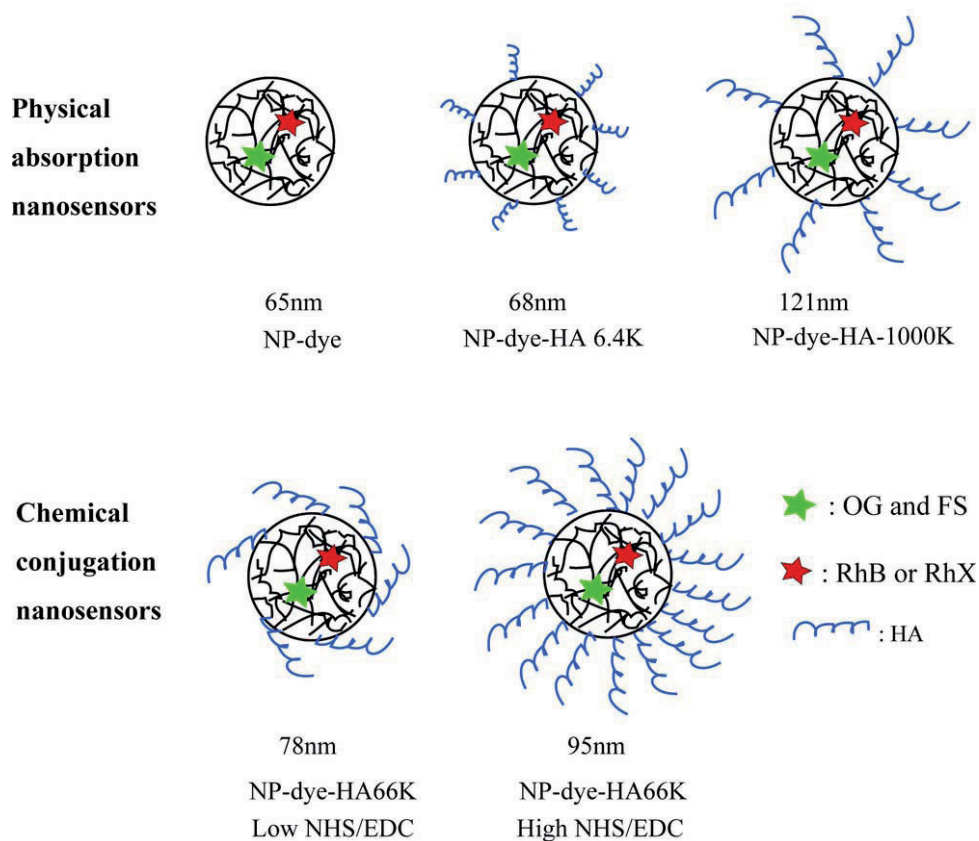 Physical
absorption
nanosensors
65nm
NP-dye
68nm
NP-dye-HA 6.4K
121nm
NP-dye-HA-1000K
Chemical
conjugation
nanosensors
78nm
NP-dye-HA66K
Low NHS/EDC
95nm
NP-dye-HA66K
High NHS/EDC
: OG and FS
: RhB or RhX
: HA